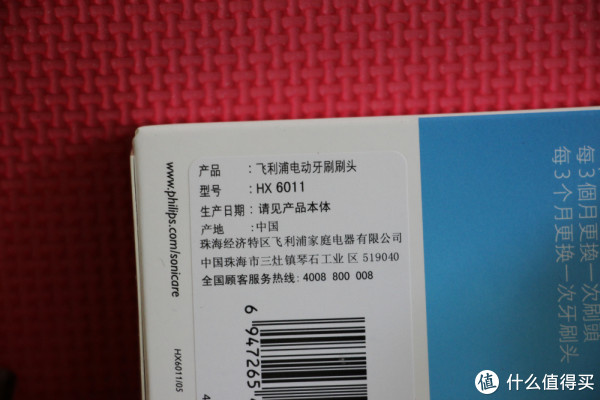 产品 : 飞利浦电动牙刷刷头
型号: HX 6011
生产日期: 请见产品本体
产地 : 中国
珠海经济特区飞利浦家庭电器有限公司
中国珠海市三灶镇琴石工业区 519040
全国顾客服务热线: 4008 800 008
6 947265
www.philips.com/sonicare
HX6011/05
每3個月更換一次刷頭
每3个月更换一次牙刷头
值 什么值得买